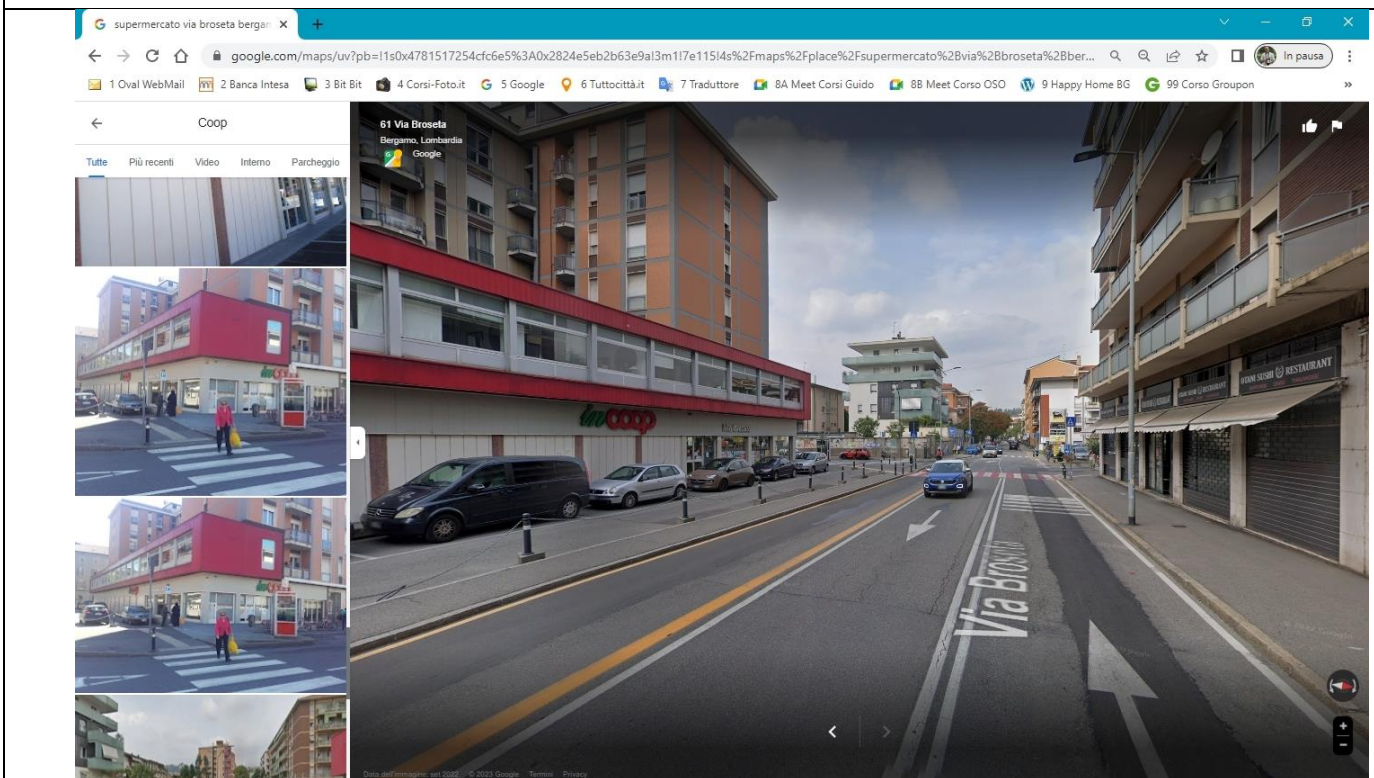 supermercato via broseta bergam
google.com/maps/uv?pb=!1s0x4781517254cfc6e5%3A0x2824e5eb2b63e9a!3m1!7e115!4s%2Fmaps%2Fplace%2Fsupermercato%2Bvia%2Bbroseta%2Bber...
In pausa
1 Oval WebMail 2 Banca Intesa 3 Bit Bit 4 Corsi-Foto.it 5 Google 6 Tuttocittà.it 7 Traduttore 8A Meet Corsi Guido 8B Meet Corso OSO 9 Happy Home BG 99 Corso Groupon »
Coop
Tutte Più recenti Video Interno Parcheggio
61 Via Broseta
Bergamo, Lombardia
Google
incoop
OTANI SUSHI RESTAURANT
Via Broseta
Data dell'immagine: set 2022 © 2023 Google Termini Privacy